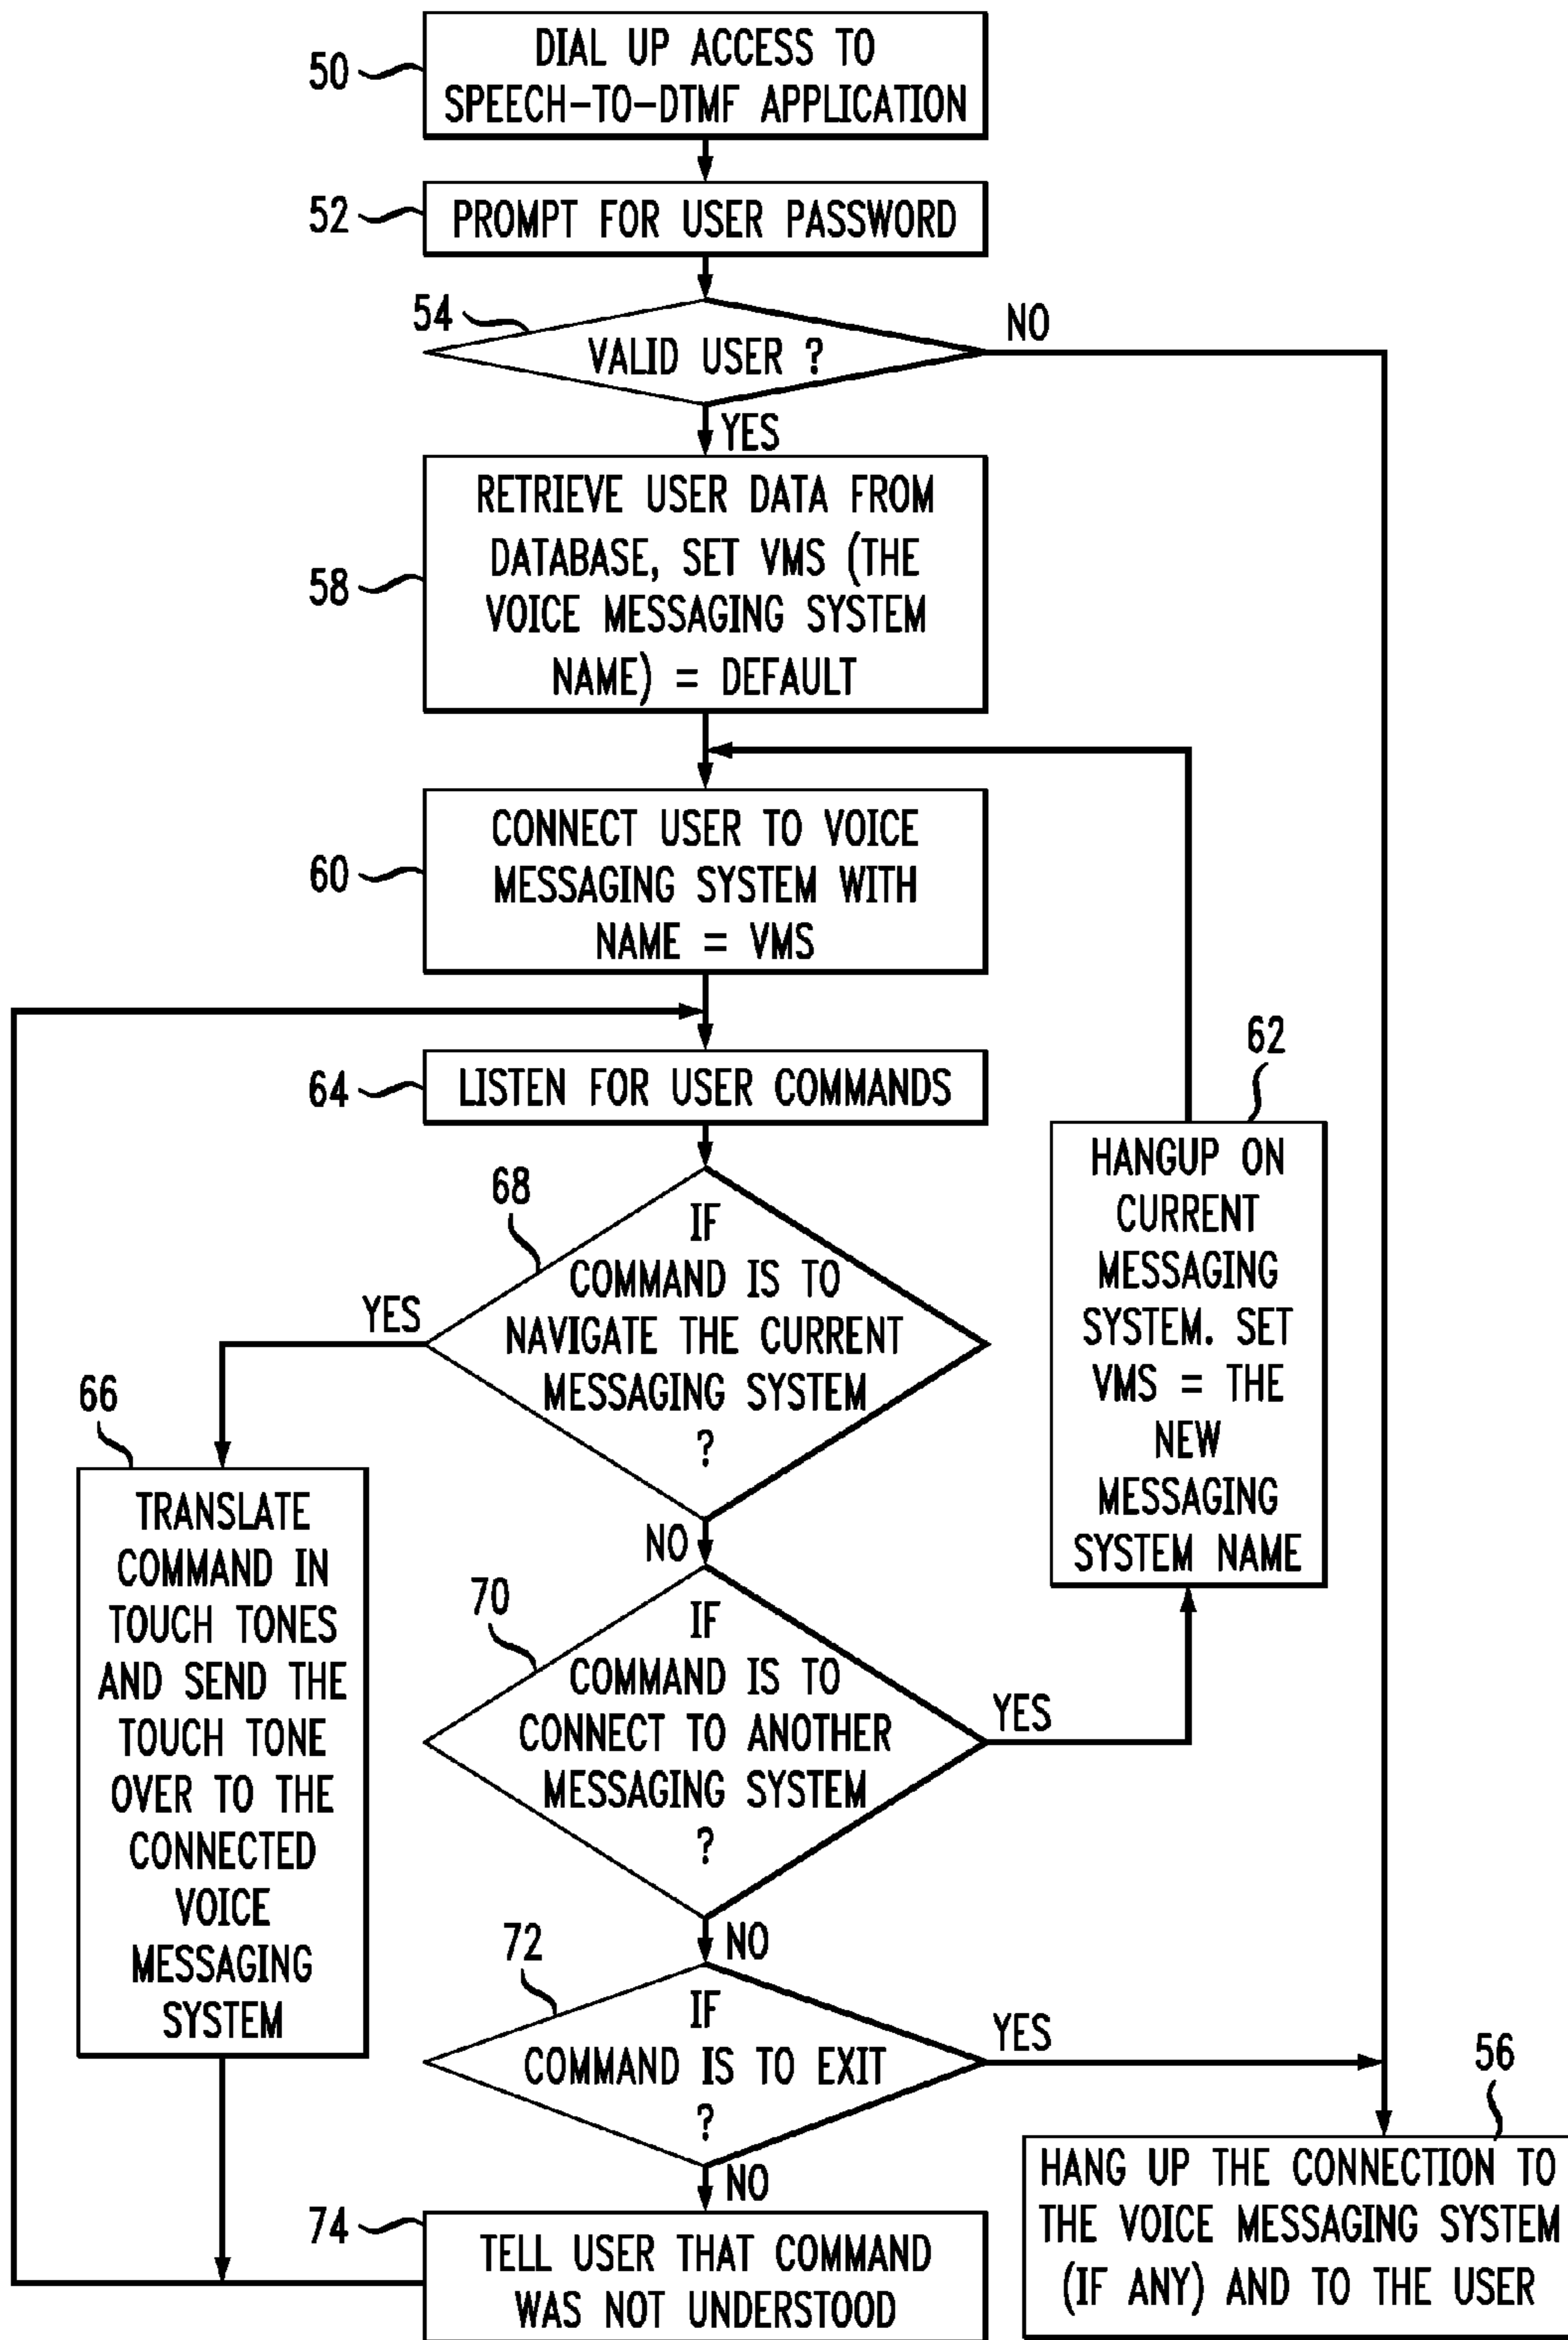 50
DIAL UP ACCESS TO
SPEECH-TO-DTMF APPLICATION
52
PROMPT FOR USER PASSWORD
54
VALID USER ?
NO
YES
58
RETRIEVE USER DATA FROM
DATABASE, SET VMS (THE
VOICE MESSAGING SYSTEM
NAME) = DEFAULT
60
CONNECT USER TO VOICE
MESSAGING SYSTEM WITH
NAME = VMS
64
LISTEN FOR USER COMMANDS
62
HANGUP ON
CURRENT
MESSAGING
SYSTEM. SET
VMS = THE
NEW
MESSAGING
SYSTEM NAME
68
IF
COMMAND IS TO
NAVIGATE THE CURRENT
MESSAGING SYSTEM
?
YES
NO
66
TRANSLATE
COMMAND IN
TOUCH TONES
AND SEND THE
TOUCH TONE
OVER TO THE
CONNECTED
VOICE
MESSAGING
SYSTEM
70
IF
COMMAND IS TO
CONNECT TO ANOTHER
MESSAGING SYSTEM
?
YES
NO
72
IF
COMMAND IS TO EXIT
?
YES
NO
56
HANG UP THE CONNECTION TO
THE VOICE MESSAGING SYSTEM
(IF ANY) AND TO THE USER
74
TELL USER THAT COMMAND
WAS NOT UNDERSTOOD